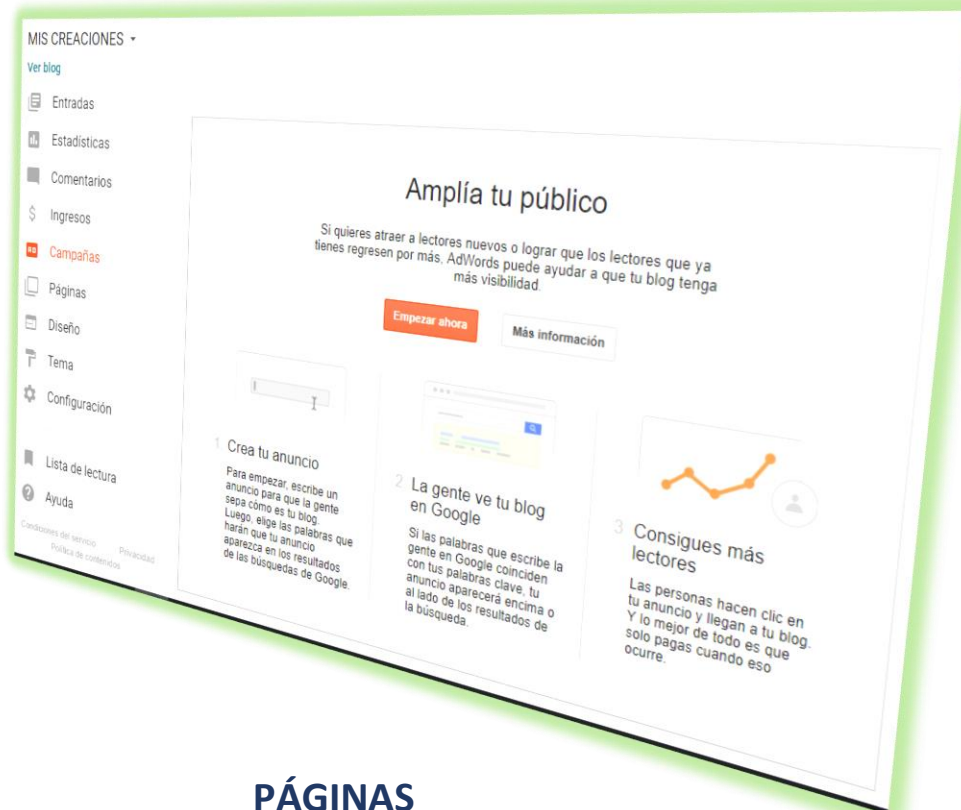 MIS CREACIONES
Ver blog
Entradas
Estadísticas
Comentarios
Ingresos
Campañas
Páginas
Diseño
Tema
Configuración
Lista de lectura
Ayuda
Condiciones del servicio Privacidad
Política de contenidos
Amplía tu público
Si quieres atraer a lectores nuevos o lograr que los lectores que ya
tienes regresen por más, AdWords puede ayudar a que tu blog tenga
más visibilidad.
Empezar ahora
Más información
1 Crea tu anuncio
Para empezar, escribe un
anuncio para que la gente
sepa cómo es tu blog.
Luego, elige las palabras que
harán que tu anuncio
aparezca en los resultados
de las búsquedas de Google.
2 La gente ve tu blog
en Google
Si las palabras que escribe la
gente en Google coinciden
con tus palabras clave, tu
anuncio aparecerá encima o
al lado de los resultados de
la búsqueda.
3 Consigues más
lectores
Las personas hacen clic en
tu anuncio y llegan a tu blog.
Y lo mejor de todo es que
solo pagas cuando eso
ocurre.
PÁGINAS